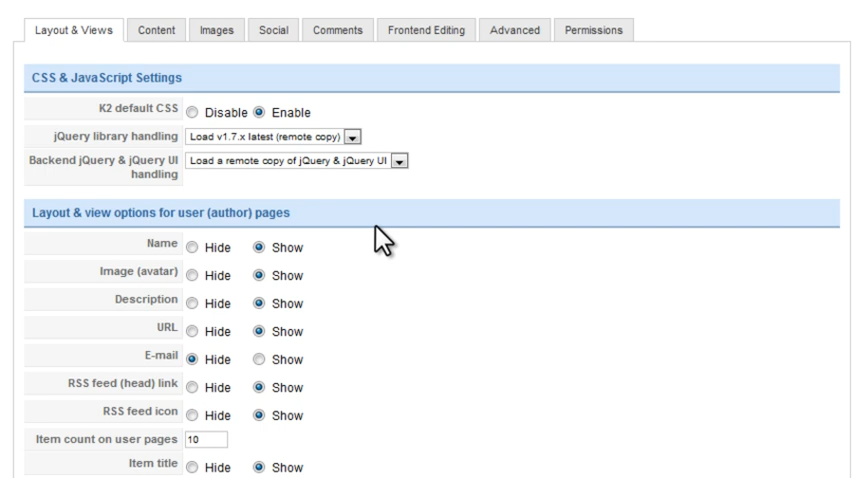 Layout & Views Content Images Social Comments Frontend Editing Advanced Permissions
CSS & JavaScript Settings
K2 default CSS Disable Enable
jQuery library handling Load v1.7.x latest (remote copy)
Backend jQuery & jQuery UI handling Load a remote copy of jQuery & jQuery UI
Layout & view options for user (author) pages
Name Hide Show
Image (avatar) Hide Show
Description Hide Show
URL Hide Show
E-mail Hide Show
RSS feed (head) link Hide Show
RSS feed icon Hide Show
Item count on user pages 10
Item title Hide Show